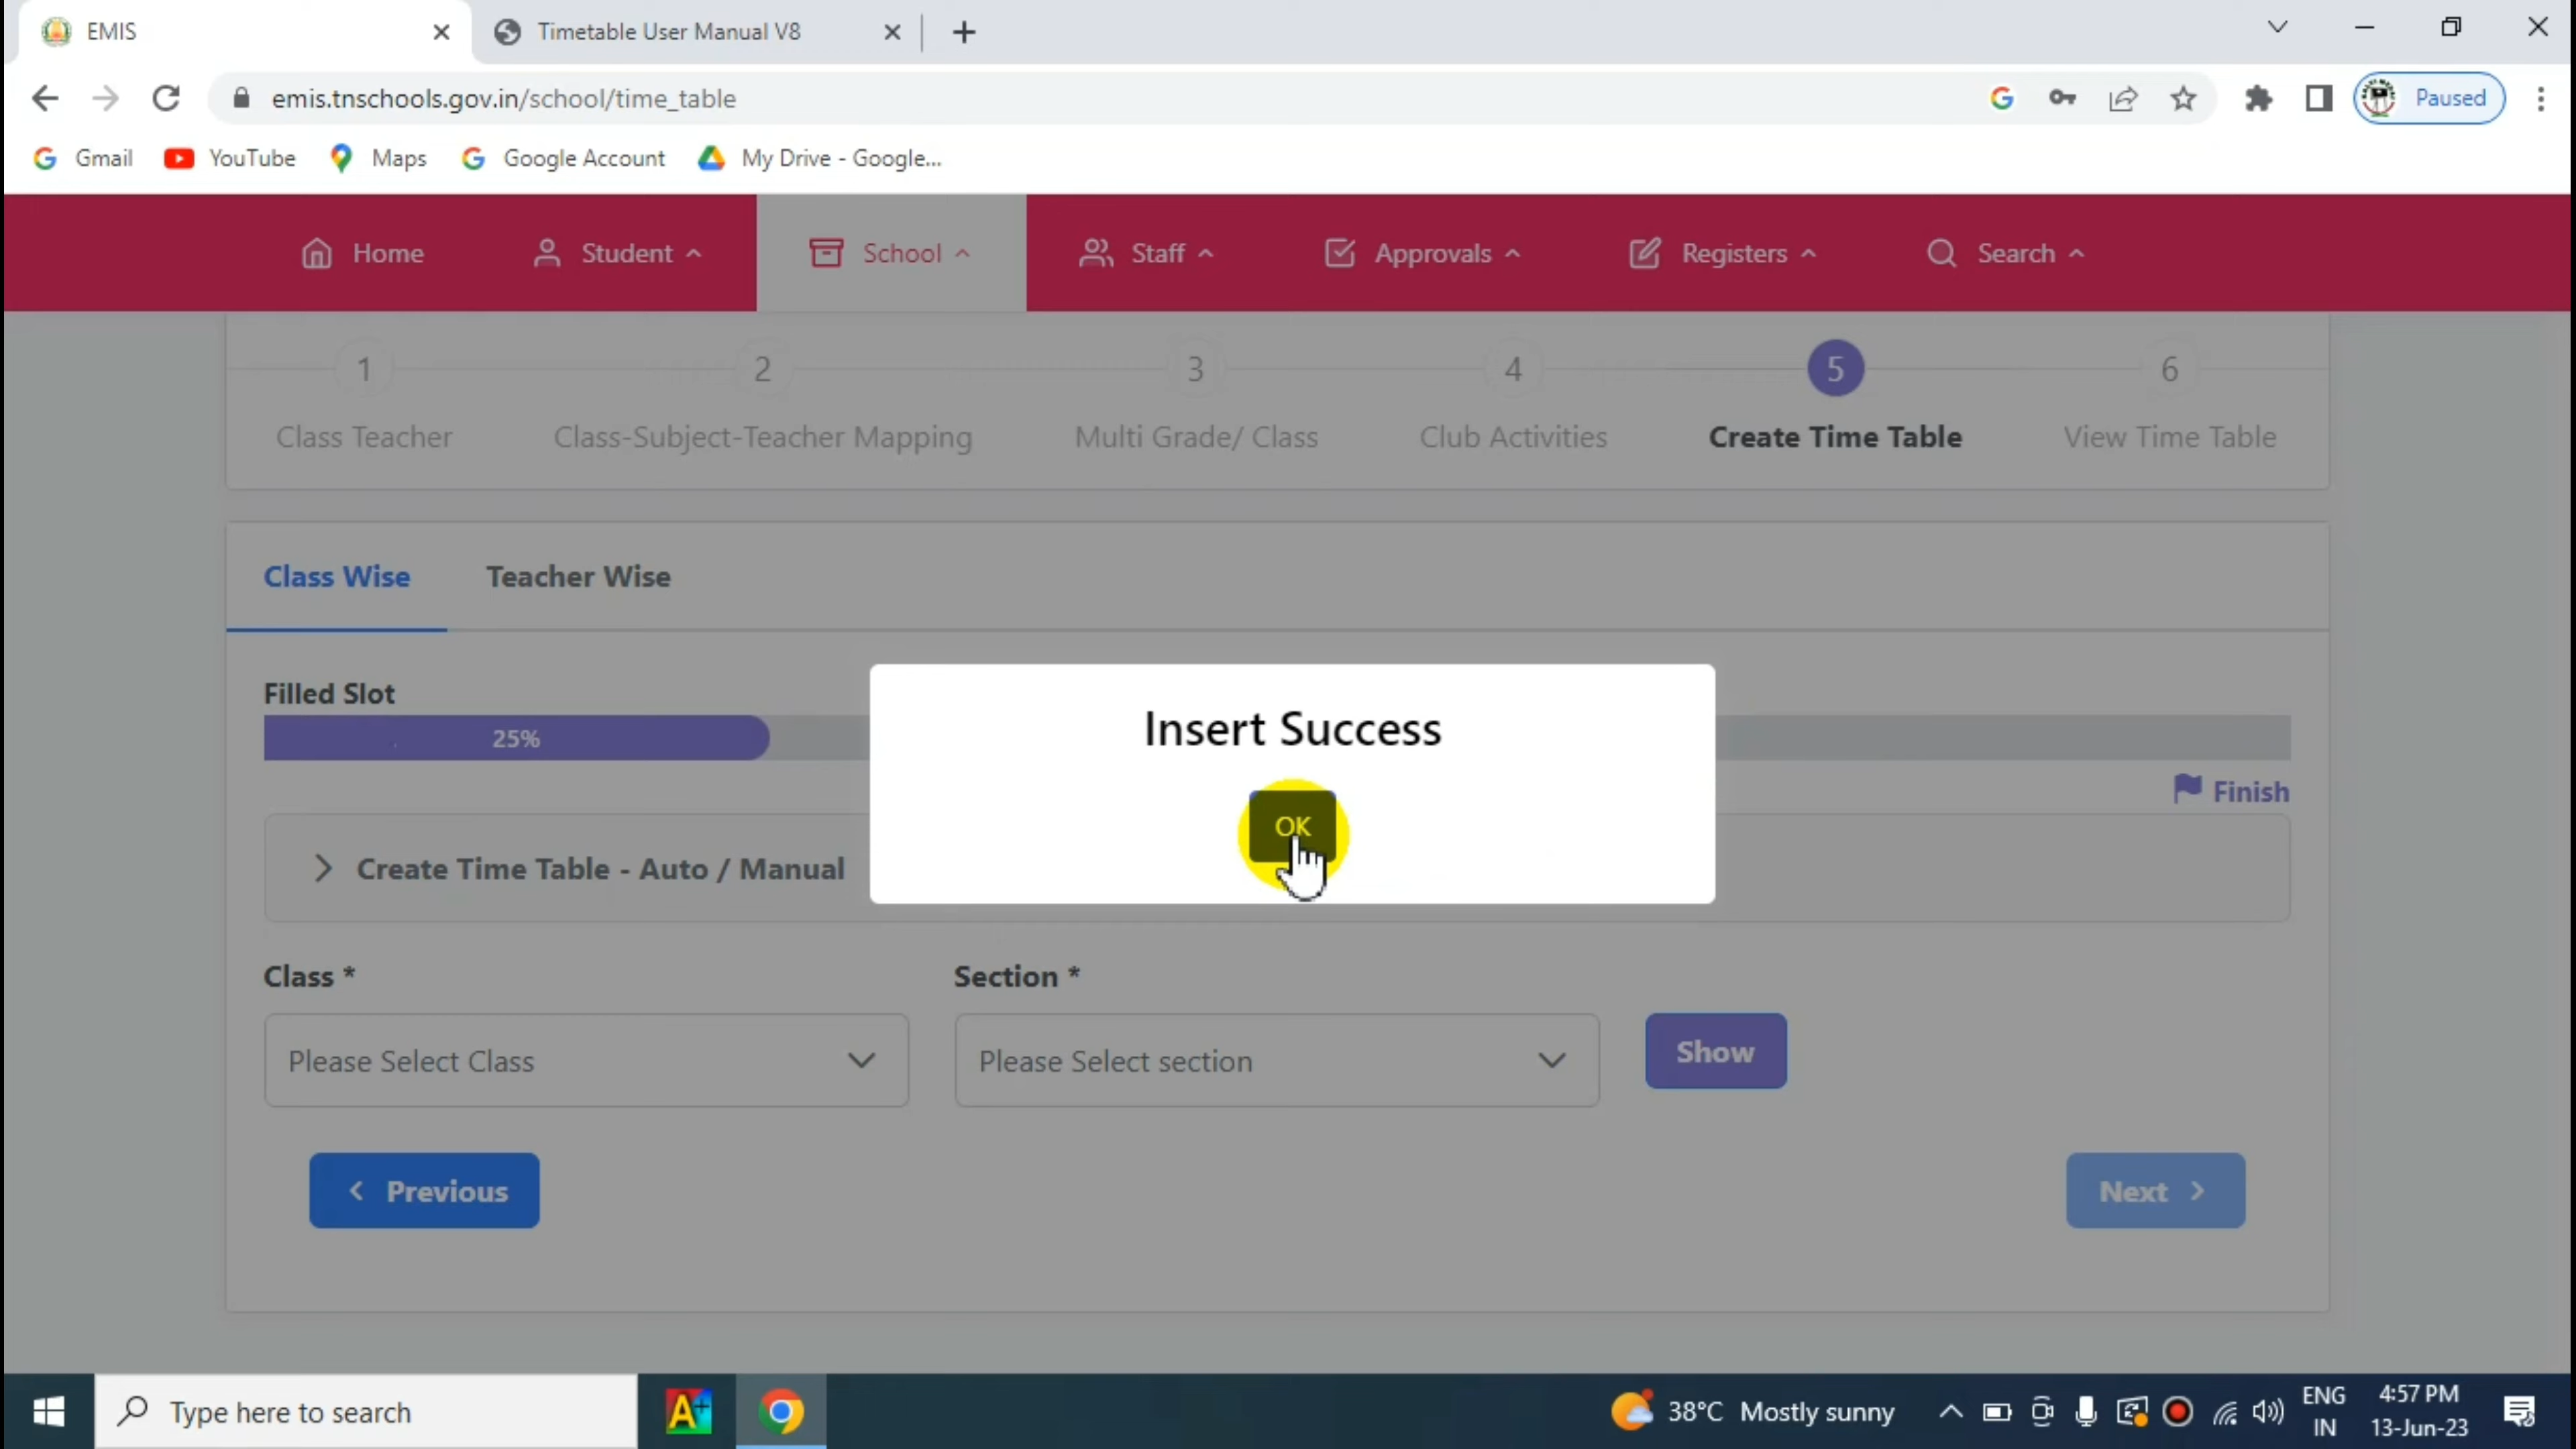 EMIS
Timetable User Manual V8
emis.tnschools.gov.in/school/time_table
Paused
Gmail
YouTube
Maps
Google Account
My Drive - Google...
Home
Student
School
Staff
Approvals
Registers
Search
1
2
3
4
5
6
Class Teacher
Class-Subject-Teacher Mapping
Multi Grade/ Class
Club Activities
Create Time Table
View Time Table
Class Wise
Teacher Wise
Filled Slot
25%
Insert Success
OK
Finish
Create Time Table - Auto / Manual
Class *
Section *
Please Select Class
Please Select section
Show
Previous
Next
Type here to search
38°C Mostly sunny
ENG
IN
4:57 PM
13-Jun-23